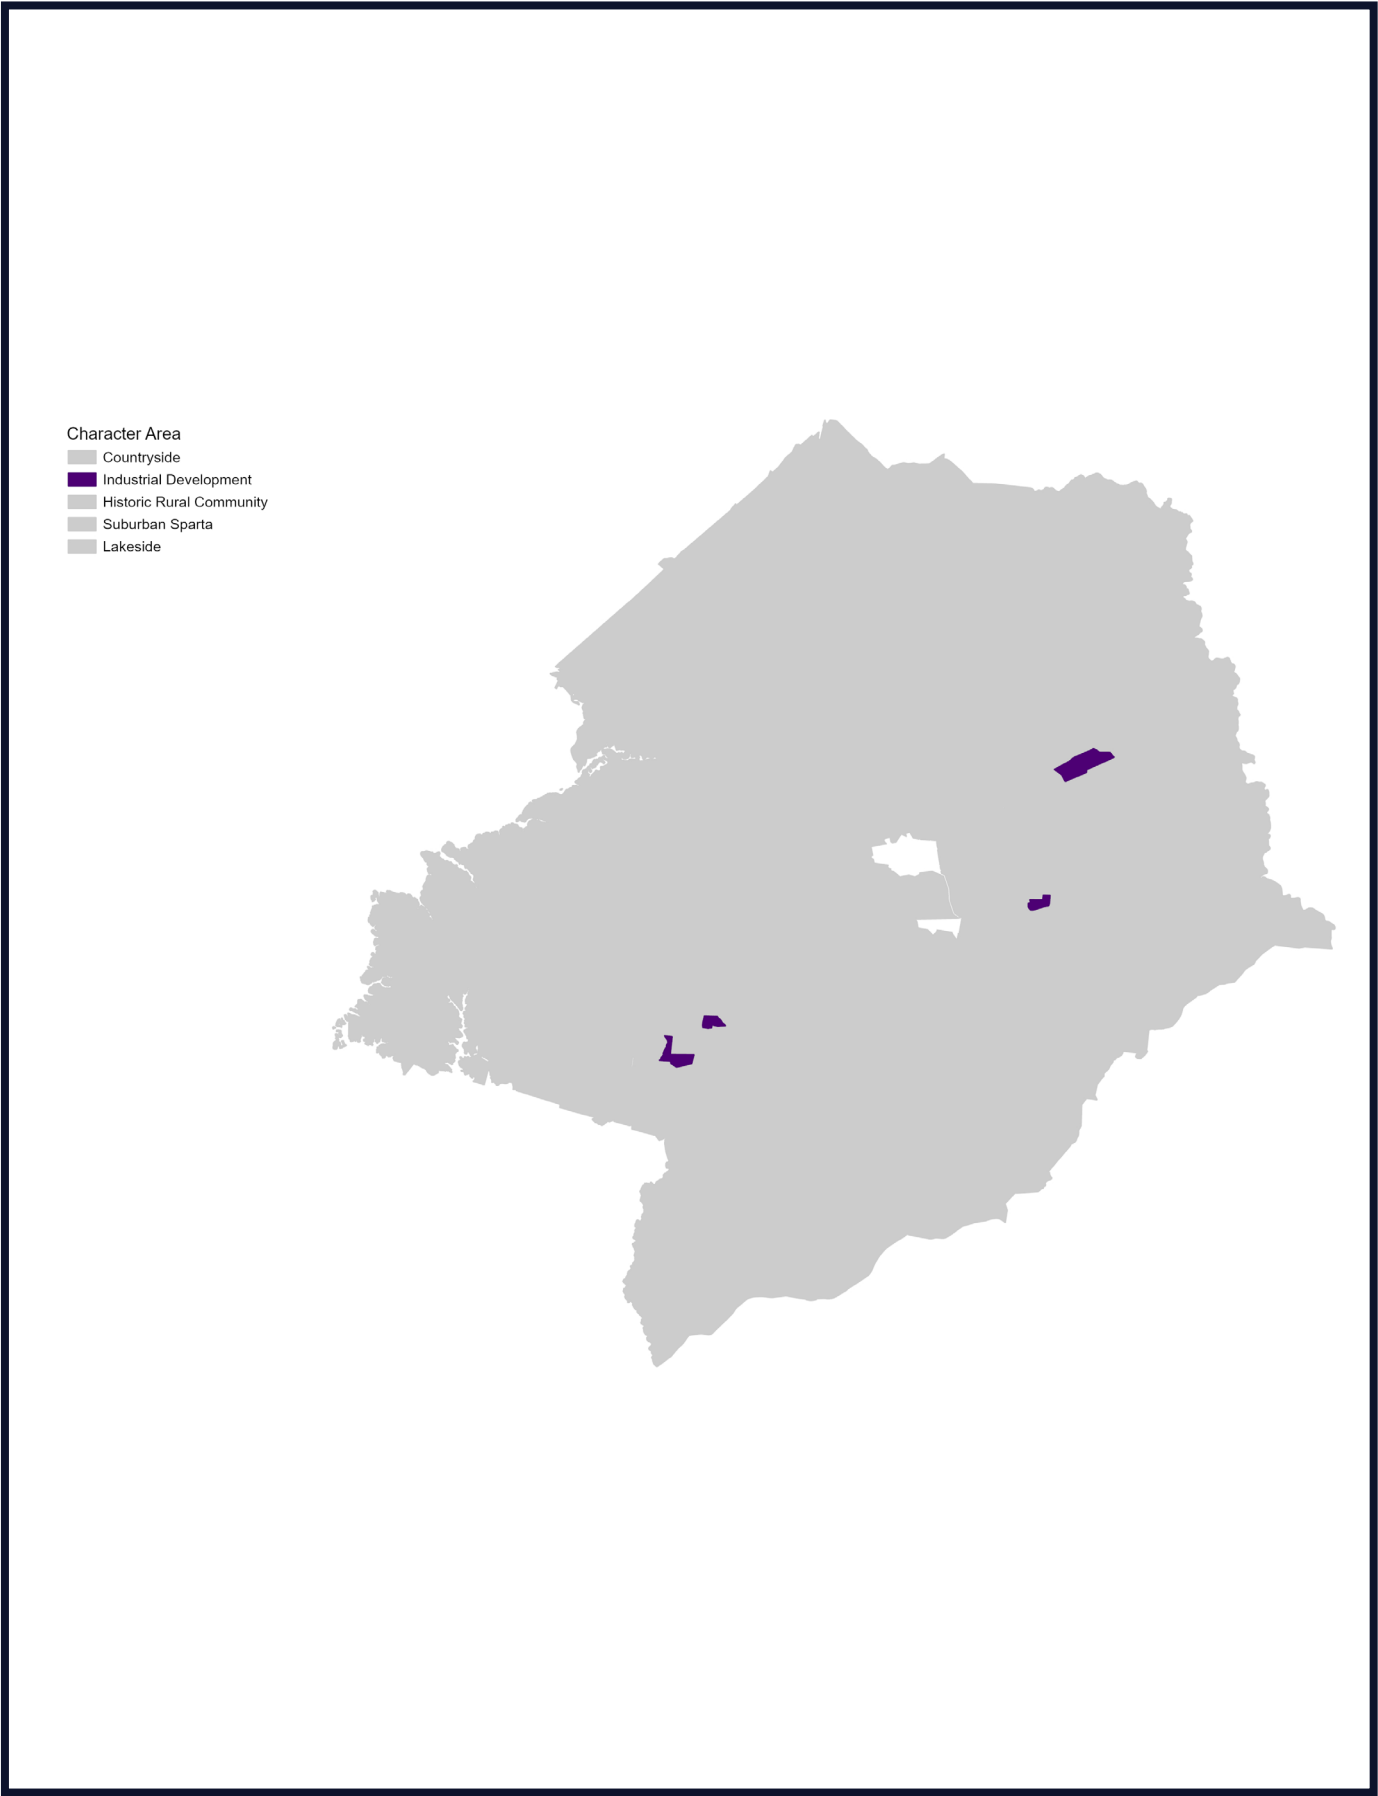 Character Area
Countryside
Industrial Development
Historic Rural Community
Suburban Sparta
Lakeside